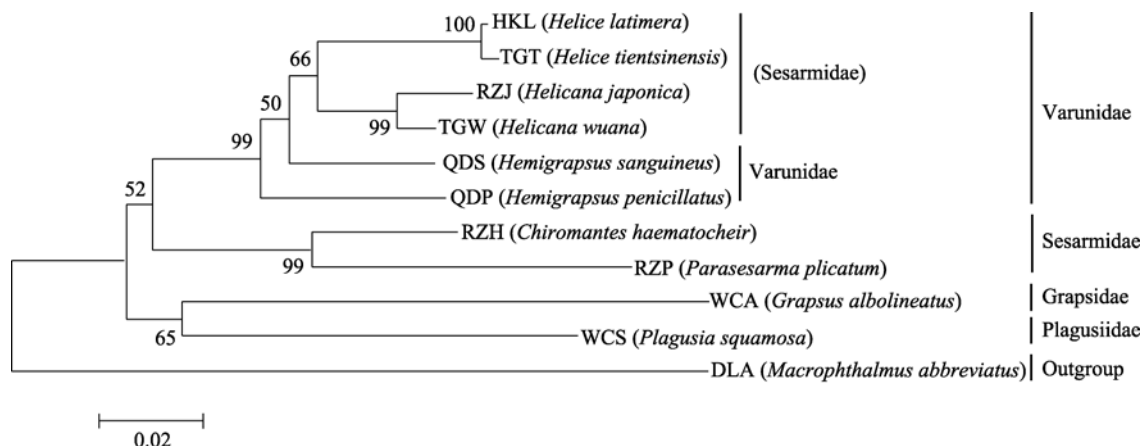 100 HKL (Helice latimera)
66 TGT (Helice tientsinensis)
(Sesarmidae)
RZJ (Helicana japonica)
50
99 TGW (Helicana wuana)
Varunidae
99
QDS (Hemigrapsus sanguineus)
Varunidae
52
QDP (Hemigrapsus penicillatus)
RZH (Chiromantes haematocheir)
Sesarmidae
99
RZP (Parasesarma plicatum)
WCA (Grapsus albolineatus) Grapsidae
65
WCS (Plagusia squamosa) Plagusiidae
DLA (Macrophthalmus abbreviatus) Outgroup
0.02